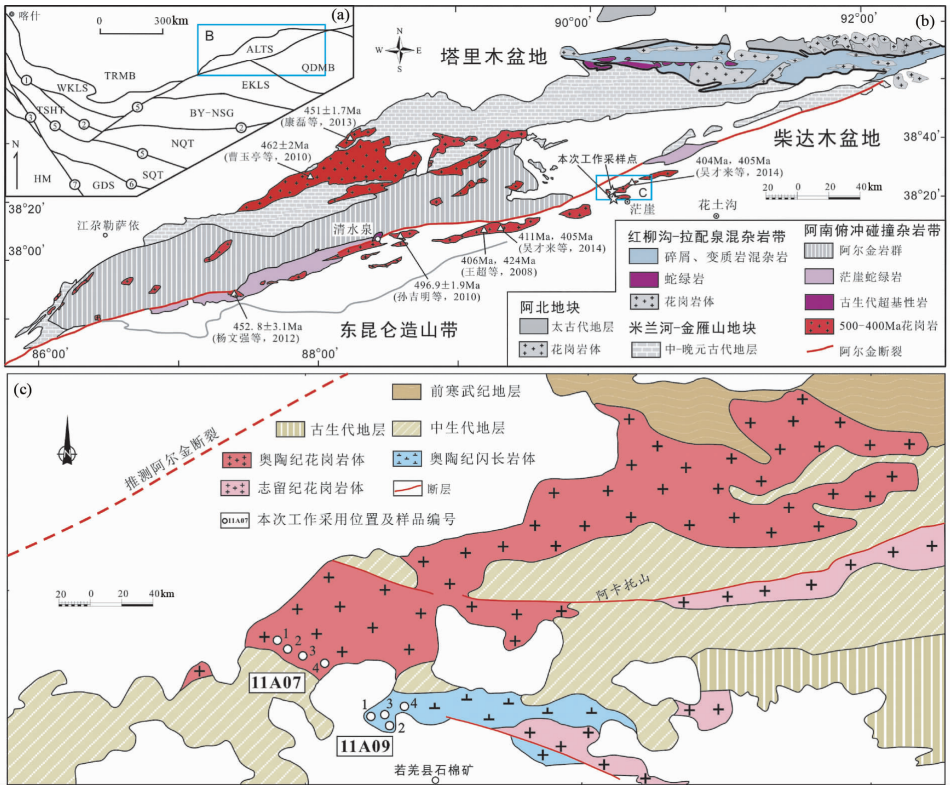 (a)
喀什
0 300km
B
ALTS
QDMB
TRMB
EKLS
WKLS
1
TSHT
3
5
2
5
BY-NSG
2
NQT
5
N
HM
7
GDS
6
SQT
(b)
90°00′
92°00′
N
W E
S
塔里木盆地
柴达木盆地
451±1.7Ma
(康磊等，2013)
462±2Ma
(曹玉亭等，2010)
38°40′
404Ma，405Ma
(吴才来等，2014)
本次工作采样点
C
20 0 20 40
km
38°20′
茫崖
花土沟
38°20′
江尕勒萨依
清水泉
38°00′
411Ma，405Ma
(吴才来等，2014)
406Ma，424Ma
(王超等，2008)
496.9±1.9Ma
(孙吉明等，2010)
452.8±3.1Ma
(杨文强等，2012)
东昆仑造山带
86°00′
88°00′
红柳沟-拉配泉混杂岩带
碎屑、变质岩混杂岩
蛇绿岩
花岗岩体
阿北地块
太古代地层
花岗岩体
米兰河-金雁山地块
中-晚元古代地层
阿南俯冲碰撞杂岩带
阿尔金岩群
茫崖蛇绿岩
古生代超基性岩
500-400Ma花岗岩
阿尔金断裂
(c)
N
推测阿尔金断裂
前寒武纪地层
古生代地层
中生代地层
奥陶纪花岗岩体
奥陶纪闪长岩体
志留纪花岗岩体
断层
11A07 本次工作采用位置及样品编号
20 0 20 40km
阿卡托山
1
2
3
4
11A07
1
3
4
2
11A09
若羌县石棉矿